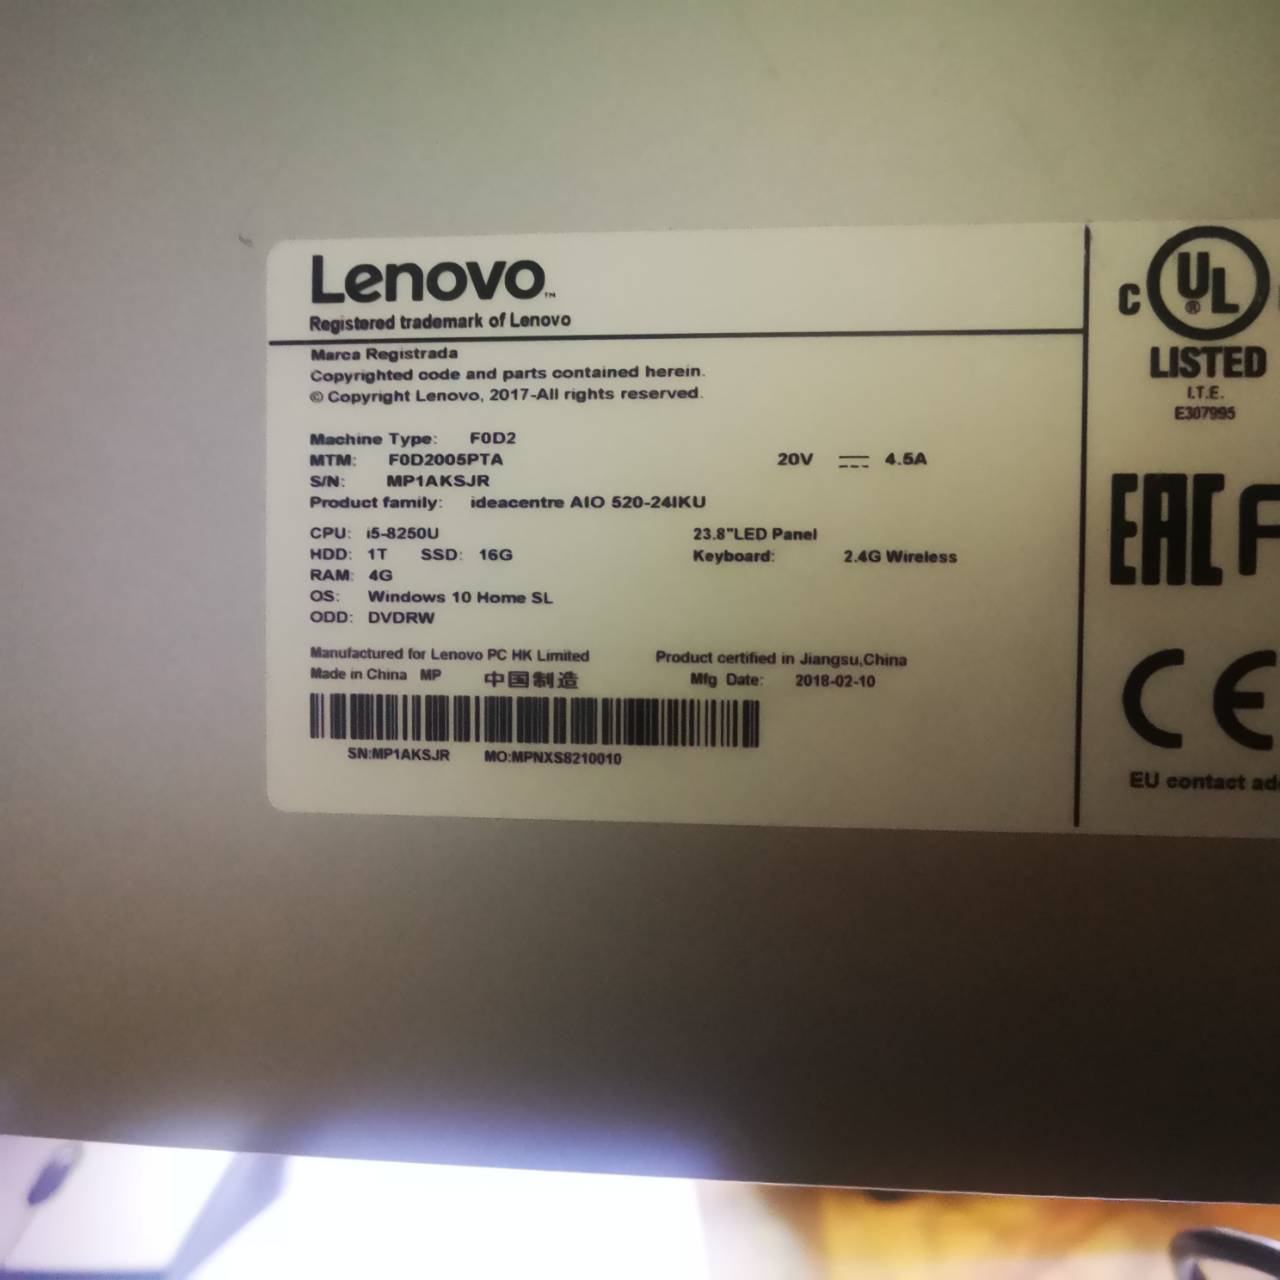 Lenovo™
Registered trademark of Lenovo
Marca Registrada
Copyrighted code and parts contained herein.
© Copyright Lenovo, 2017-All rights reserved.
Machine Type: F0D2
MTM: F0D2005PTA 20V 4.5A
S/N: MP1AKSJR
Product family: ideacentre AIO 520-24IKU
CPU: i5-8250U 23.8"LED Panel
HDD: 1T SSD: 16G Keyboard: 2.4G Wireless
RAM: 4G
OS: Windows 10 Home SL
ODD: DVDRW
Manufactured for Lenovo PC HK Limited Product certified in Jiangsu,China
Made in China MP 中国制造 Mfg Date: 2018-02-10
SN:MP1AKSJR MO:MPNXS8210010
C UL ®
LISTED
I.T.E.
E307995
EAC
CE
EU contact